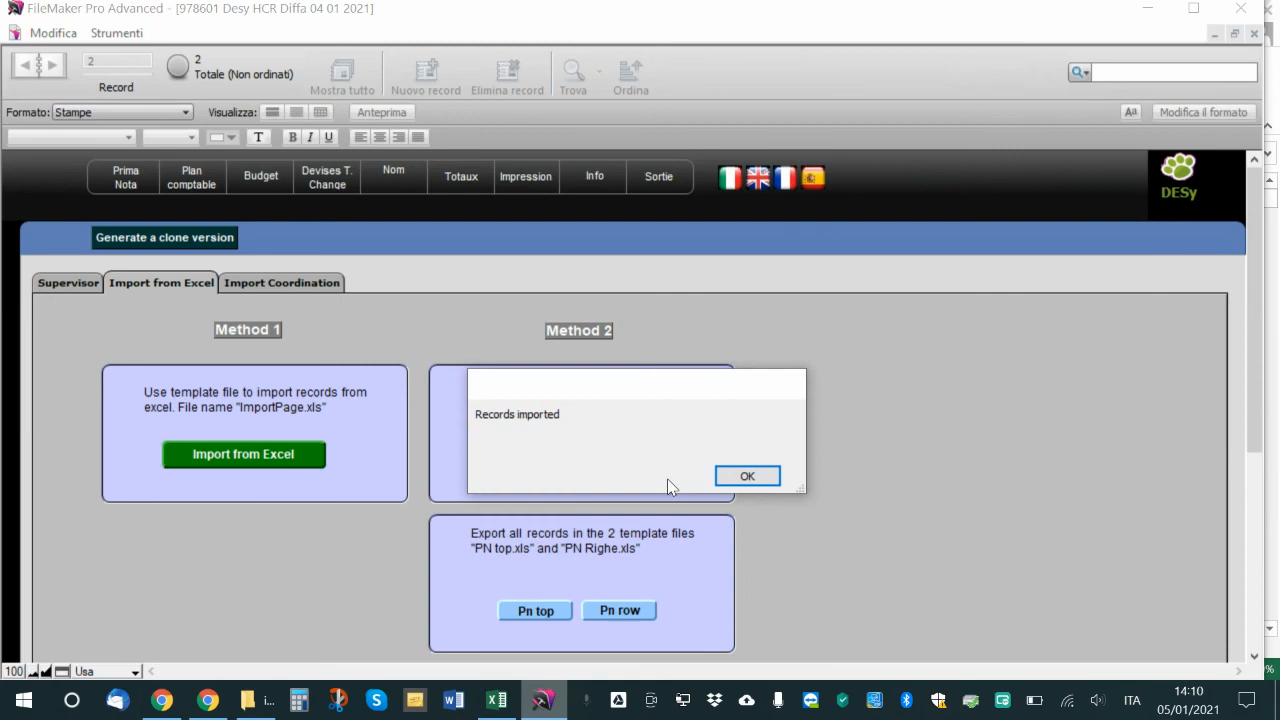 FileMaker Pro Advanced - [978601 Desy HCR Diffa 04 01 2021]
Modifica Strumenti
2
Record
2
Totale (Non ordinati)
Mostra tutto
Nuovo record
Elimina record
Trova
Ordina
Formato: Stampe
Visualizza:
Anteprima
Aa
Modifica il formato
T B I U
Prima Nota
Plan comptable
Budget
Devises T. Change
Nom
Totaux
Impression
Info
Sortie
DESy
Generate a clone version
Supervisor
Import from Excel
Import Coordination
Method 1
Method 2
Use template file to import records from
excel. File name "ImportPage.xls"
Import from Excel
Records imported
OK
Export all records in the 2 template files
"PN top.xls" and "PN Righe.xls"
Pn top
Pn row
100
Usa
%
i...
ITA
14:10
05/01/2021